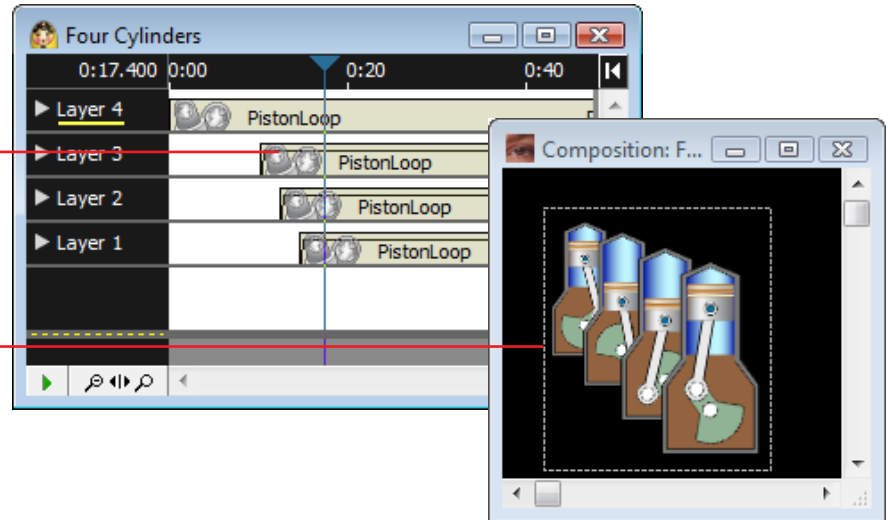 Four Cylinders
0:17.400 0:00 0:20 0:40
Layer 4 PistonLoop
Layer 3 PistonLoop
Layer 2 PistonLoop
Layer 1 PistonLoop
Composition: F...